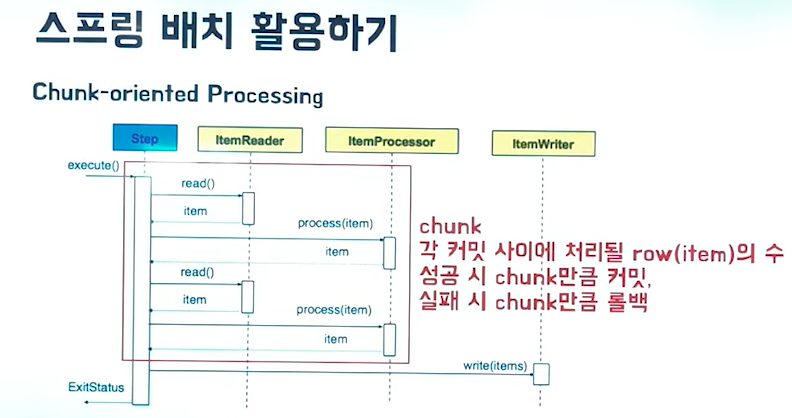 스프링 배치 활용하기
Chunk-oriented Processing
Step
ItemReader
ItemProcessor
ItemWriter
execute()
read()
item
process(item)
item
read()
item
process(item)
item
chunk
각 커밋 사이에 처리될 row(item)의 수
성공 시 chunk만큼 커밋,
실패 시 chunk만큼 롤백
write(items)
ExitStatus